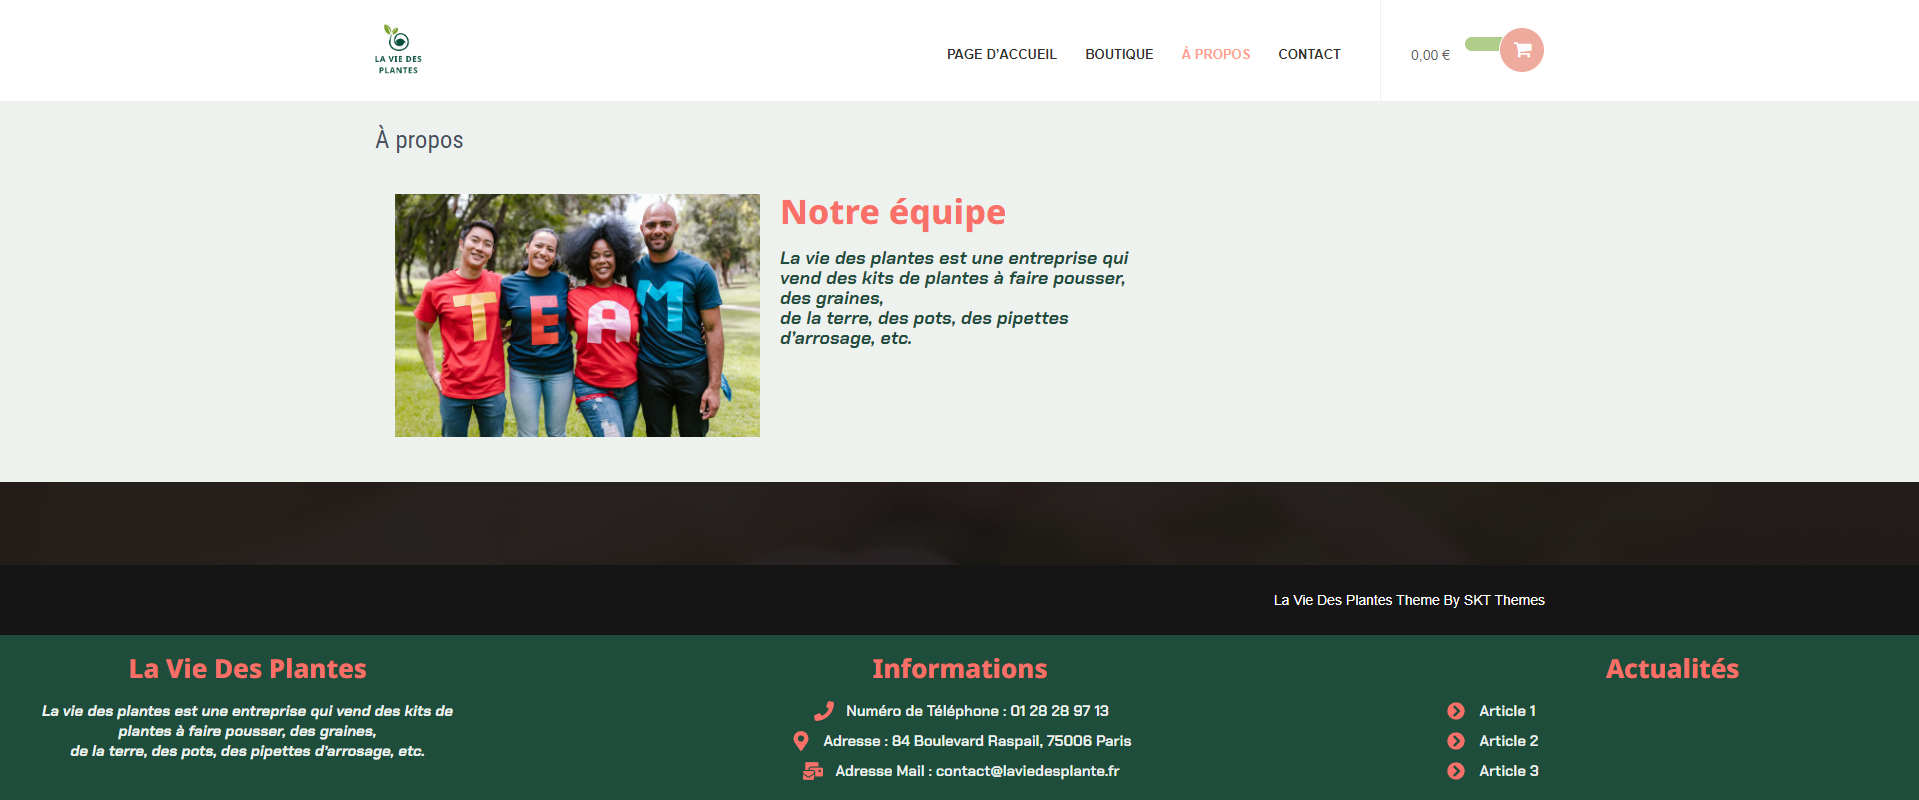 LA VIE DES
PLANTES
PAGE D'ACCUEIL
BOUTIQUE
À PROPOS
CONTACT
0,00 €
À propos
TEAM
Notre équipe
La vie des plantes est une entreprise qui
vend des kits de plantes à faire pousser,
des graines,
de la terre, des pots, des pipettes
d'arrosage, etc.
La Vie Des Plantes Theme By SKT Themes
La Vie Des Plantes
La vie des plantes est une entreprise qui vend des kits de
plantes à faire pousser, des graines,
de la terre, des pots, des pipettes d'arrosage, etc.
Informations
Numéro de Téléphone : 01 28 28 97 13
Adresse : 84 Boulevard Raspail, 75006 Paris
Adresse Mail : contact@laviedesplante.fr
Actualités
Article 1
Article 2
Article 3